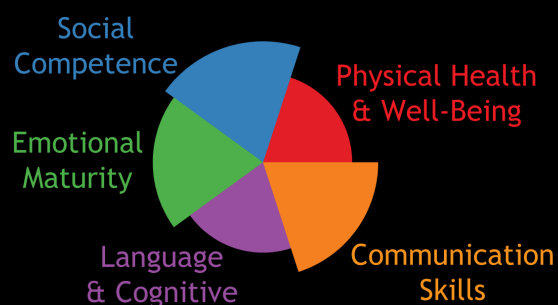 Social
Competence
Physical Health
& Well-Being
Emotional
Maturity
Language
& Cognitive
Communication
Skills